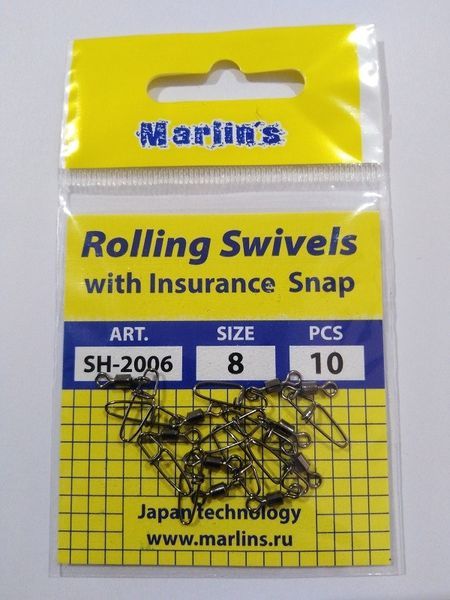 Marlin's
Rolling Swivels
with Insurance Snap
ART. SIZE PCS
SH-2006 8 10
Japan technology
www.marlins.ru